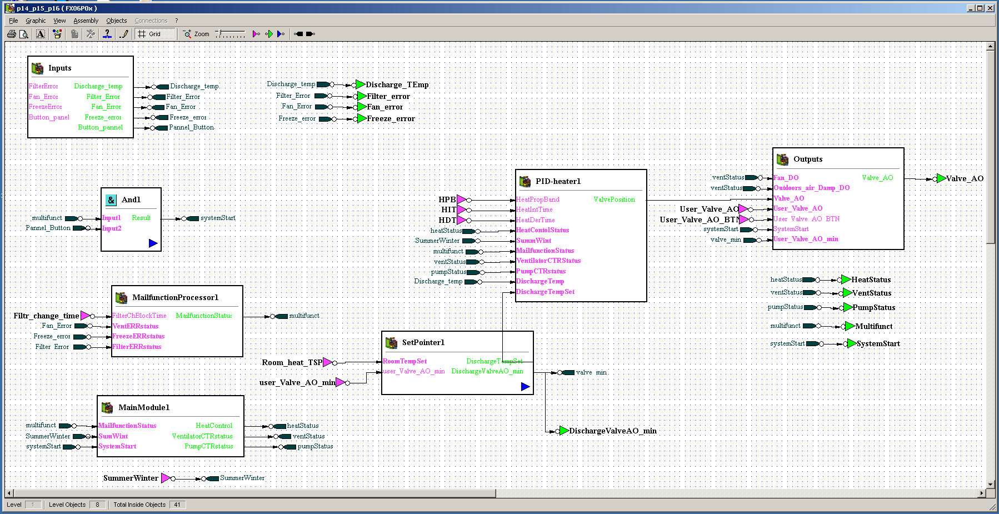 p14_p15_p16 ( FX06P0x )
File Graphic View Assembly Objects Connections ?
A ? Grid Zoom
Inputs
FilterError Discharge_temp Discharge_temp
Fan_Error Filter_Error Filter_Error
FreezeError Fan_Error Fan_Error
Button_panel Freeze_error Freeze_error
Button_pannel Pannel_Button
Discharge_temp Discharge_TEmp
Filter_Error Filter_error
Fan_Error Fan_error
Freeze_error Freeze_error
& And1
multifunct Input1 Result systemStart
Pannel_Button Input2
MailfunctionProcessor1
Filtr_change_time FilterChBlockTime MailfunctionStatus multifunct
Fan_Error VentERRstatus
Freeze_error FreezeERRstatus
Filter_Error FilterERRstatus
MainModule1
multifunct MailfunctionStatus HeatControl heatStatus
SummerWinter SumWint VentilatorCTRstatus ventStatus
systemStart SystemStart PumpCTRstatus pumpStatus
SummerWinter SummerWinter
PID-heater1
HPB HeatPropBand ValvePosition
HIT HeatIntTime
HDT HeatDerTime
heatStatus HeatContolStatus
SummerWinter SummWint
multifunct MailfunctionStatus
ventStatus VentilatorCTRStatus
pumpStatus PumpCTRstatus
Discharge_temp DischargeTemp
DischargeTempSet
SetPointer1
Room_heat_TSP RoomTempSet DischargeTempSet
user_Valve_AO_min user_Valve_AO_min DischargeValveAO_min valve_min
DischargeValveAO_min
Outputs
ventStatus Fan_DO Valve_AO Valve_AO
ventStatus Outdoors_air_Damp_DO
Valve_AO
User_Valve_AO User_Valve_AO
User_Valve_AO_BTN User_Valve_AO_BTN
systemStart SystemStart
valve_min User_Valve_AO_min
heatStatus HeatStatus
ventStatus VentStatus
pumpStatus PumpStatus
multifunct Multifunct
systemStart SystemStart
Level 1 Level Objects 8 Total Inside Objects 41